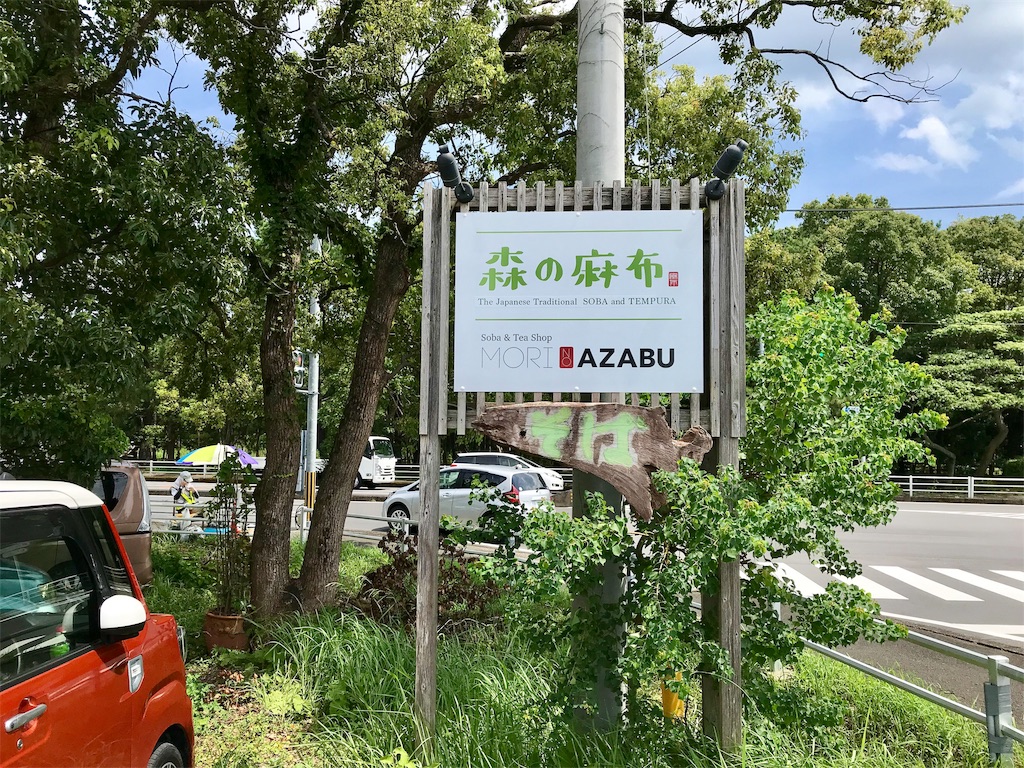 森の麻布
The Japanese Traditional SOBA and TEMPURA
Soba & Tea Shop
MORI NO AZABU
そば